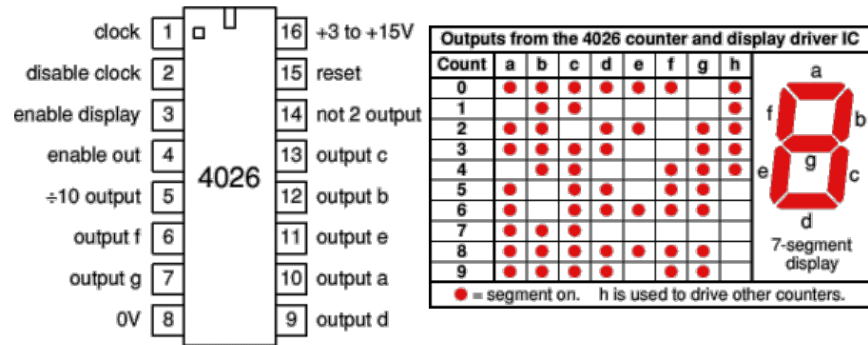 clock 1 16 +3 to +15V
disable clock 2 15 reset
enable display 3 14 not 2 output
enable out 4 13 output c
4026
÷10 output 5 12 output b
output f 6 11 output e
output g 7 10 output a
0V 8 9 output d
Outputs from the 4026 counter and display driver IC
Count a b c d e f g h
0
1
2
3
4
5
6
7
8
9
a
f b
g
e c
d
7-segment
display
= segment on. h is used to drive other counters.